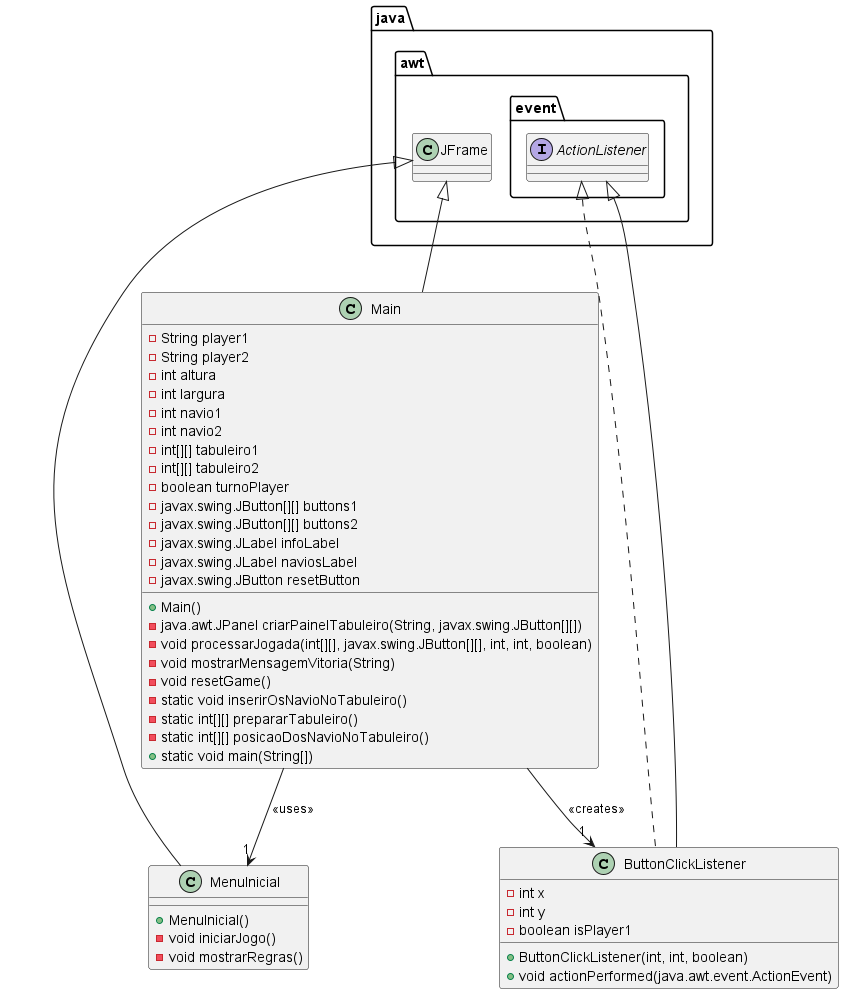 java
awt
event
C JFrame
I ActionListener
C Main
String player1
String player2
int altura
int largura
int navio1
int navio2
int[][] tabuleiro1
int[][] tabuleiro2
boolean turnoPlayer
javax.swing.JButton[][] buttons1
javax.swing.JButton[][] buttons2
javax.swing.JLabel infoLabel
javax.swing.JLabel naviosLabel
javax.swing.JButton resetButton
Main()
java.awt.JPanel criarPainelTabuleiro(String, javax.swing.JButton[][])
void processarJogada(int[][], javax.swing.JButton[][], int, int, boolean)
void mostrarMensagemVitoria(String)
void resetGame()
static void inserirOsNavioNoTabuleiro()
static int[][] prepararTabuleiro()
static int[][] posicaoDosNavioNoTabuleiro()
static void main(String[])
«uses»
1
«creates»
1
C MenuInicial
MenuInicial()
void iniciarJogo()
void mostrarRegras()
C ButtonClickListener
int x
int y
boolean isPlayer1
ButtonClickListener(int, int, boolean)
void actionPerformed(java.awt.event.ActionEvent)